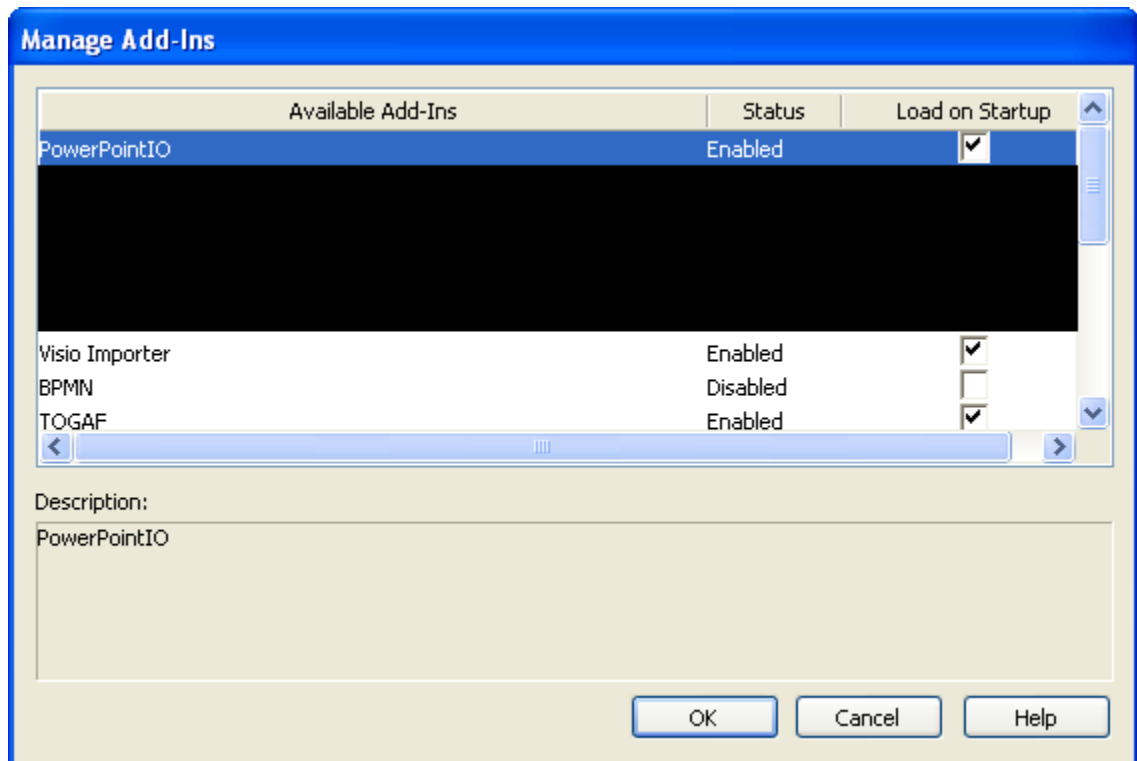 Manage Add-Ins
Available Add-Ins Status Load on Startup
PowerPointIO Enabled
Visio Importer Enabled
BPMN Disabled
TOGAF Enabled
Description:
PowerPointIO
OK Cancel Help